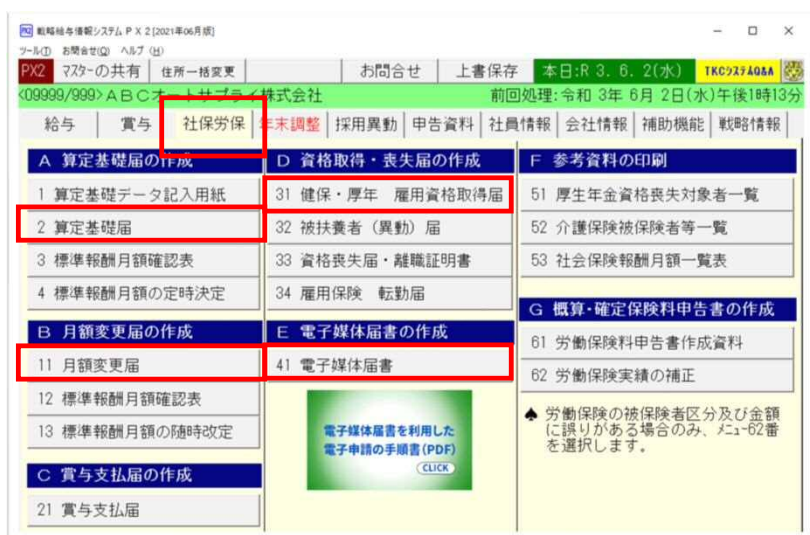 PX2 戦略給与情報システム P X 2 [2021年06月版]
ツール(T) お問合せ(Q) ヘルプ(H)
PX2 マスターの共有 住所一括変更 お問合せ 上書保存 本日:R 3. 6. 2(水) TKCシステムQ&A
<09999/999>ＡＢＣオートサプライ株式会社 前回処理:令和 3年 6月 2日(水)午後1時13分
給与 賞与 社保労保 年末調整 採用異動 申告資料 社員情報 会社情報 補助機能 戦略情報
A 算定基礎届の作成
1 算定基礎データ記入用紙
2 算定基礎届
3 標準報酬月額確認表
4 標準報酬月額の定時決定
B 月額変更届の作成
11 月額変更届
12 標準報酬月額確認表
13 標準報酬月額の随時改定
C 賞与支払届の作成
21 賞与支払届
D 資格取得・喪失届の作成
31 健保・厚年 雇用資格取得届
32 被扶養者（異動）届
33 資格喪失届・離職証明書
34 雇用保険 転勤届
E 電子媒体届書の作成
41 電子媒体届書
電子媒体届書を利用した
電子申請の手順書(PDF)
CLICK
F 参考資料の印刷
51 厚生年金資格喪失対象者一覧
52 介護保険被保険者等一覧
53 社会保険報酬月額一覧表
G 概算・確定保険料申告書の作成
61 労働保険料申告書作成資料
62 労働保険実績の補正
♠ 労働保険の被保険者区分及び金額
に誤りがある場合のみ、メニュー62番
を選択します。